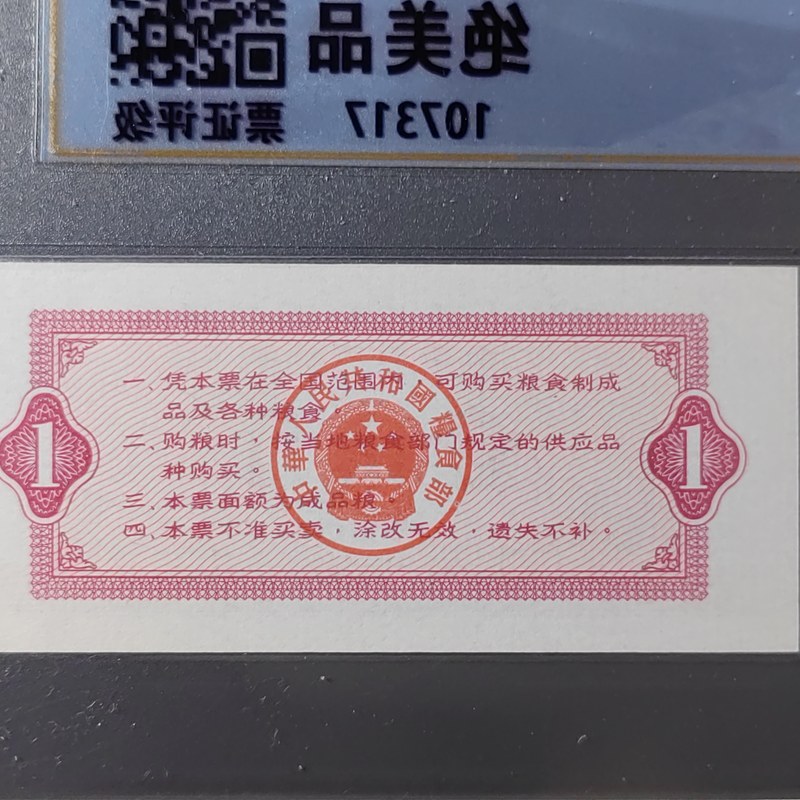 绝美品
票证评级 107317
一、凭本票在全国范围内，可购买粮食制成
品及各种粮食。
二、购粮时，按当地粮食部门规定的供应品
种购买。
三、本票面额为成品粮。
四、本票不准买卖，涂改无效，遗失不补。
中華人民共和國糧食部
1
1